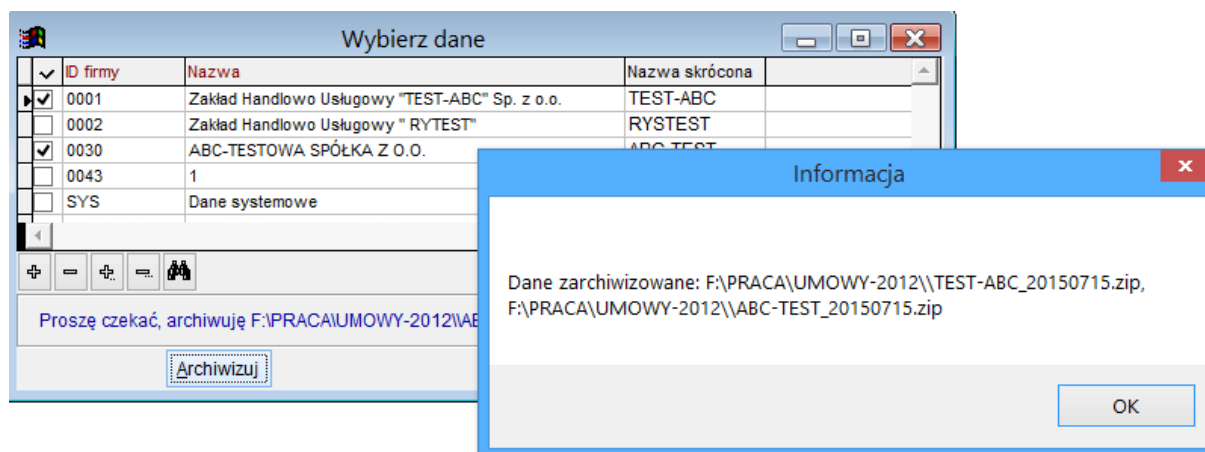 Wybierz dane
ID firmy Nazwa Nazwa skrócona
0001 Zakład Handlowo Usługowy "TEST-ABC" Sp. z o.o. TEST-ABC
0002 Zakład Handlowo Usługowy " RYTEST" RYSTEST
0030 ABC-TESTOWA SPÓŁKA Z O.O. ABC-TEST
0043 1
SYS Dane systemowe
Proszę czekać, archiwuję F:\PRACA\UMOWY-2012\\AB
Archiwizuj
Informacja
Dane zarchiwizowane: F:\PRACA\UMOWY-2012\\TEST-ABC_20150715.zip,
F:\PRACA\UMOWY-2012\\ABC-TEST_20150715.zip
OK